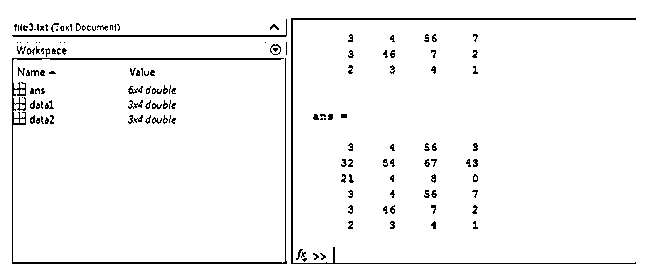 file3.txt (Text Document)
Workspace
Name Value
ans 6x4 double
data1 3x4 double
data2 3x4 double
3 4 56 7
3 46 7 2
2 3 4 1
ans =
3 4 56 3
32 54 67 43
21 4 8 0
3 4 56 7
3 46 7 2
2 3 4 1
fx >>